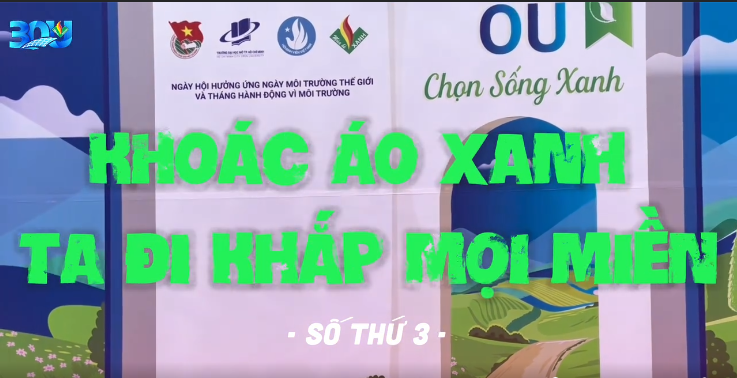 30U
OU
Chọn Sống Xanh
NGÀY HỘI HƯỞNG ỨNG NGÀY MÔI TRƯỜNG THẾ GIỚI
VÀ THÁNG HÀNH ĐỘNG VÌ MÔI TRƯỜNG
KHOÁC ÁO XANH
TA ĐI KHẮP MỌI MIỀN
• SỐ THỨ 3 •